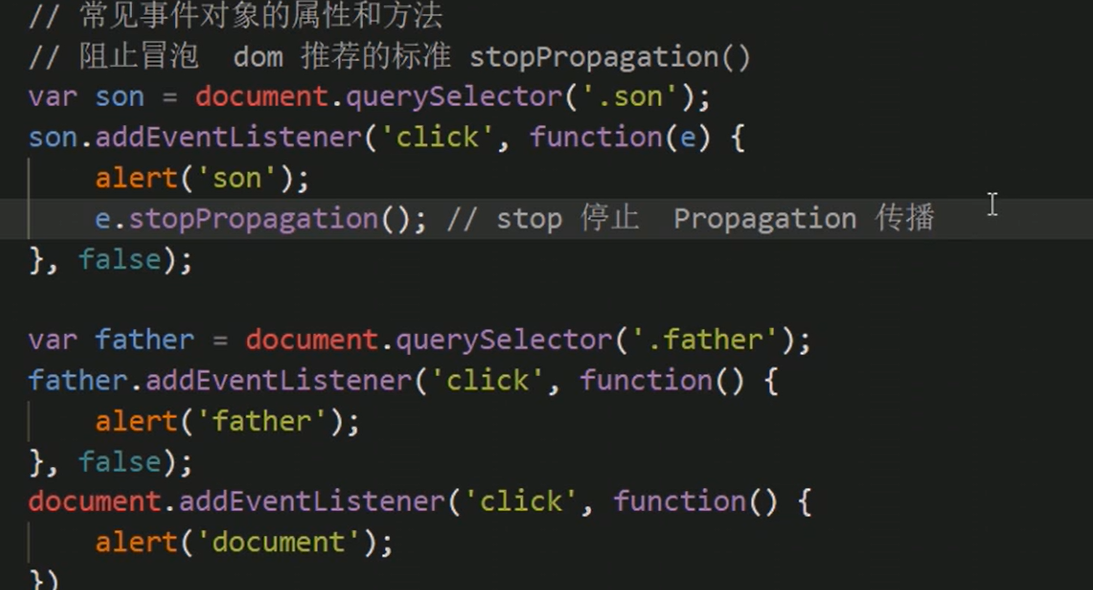 // 常见事件对象的属性和方法
// 阻止冒泡  dom 推荐的标准 stopPropagation()
var son = document.querySelector('.son');
son.addEventListener('click', function(e) {
    alert('son');
    e.stopPropagation(); // stop 停止  Propagation 传播
}, false);

var father = document.querySelector('.father');
father.addEventListener('click', function() {
    alert('father');
}, false);
document.addEventListener('click', function() {
    alert('document');
})